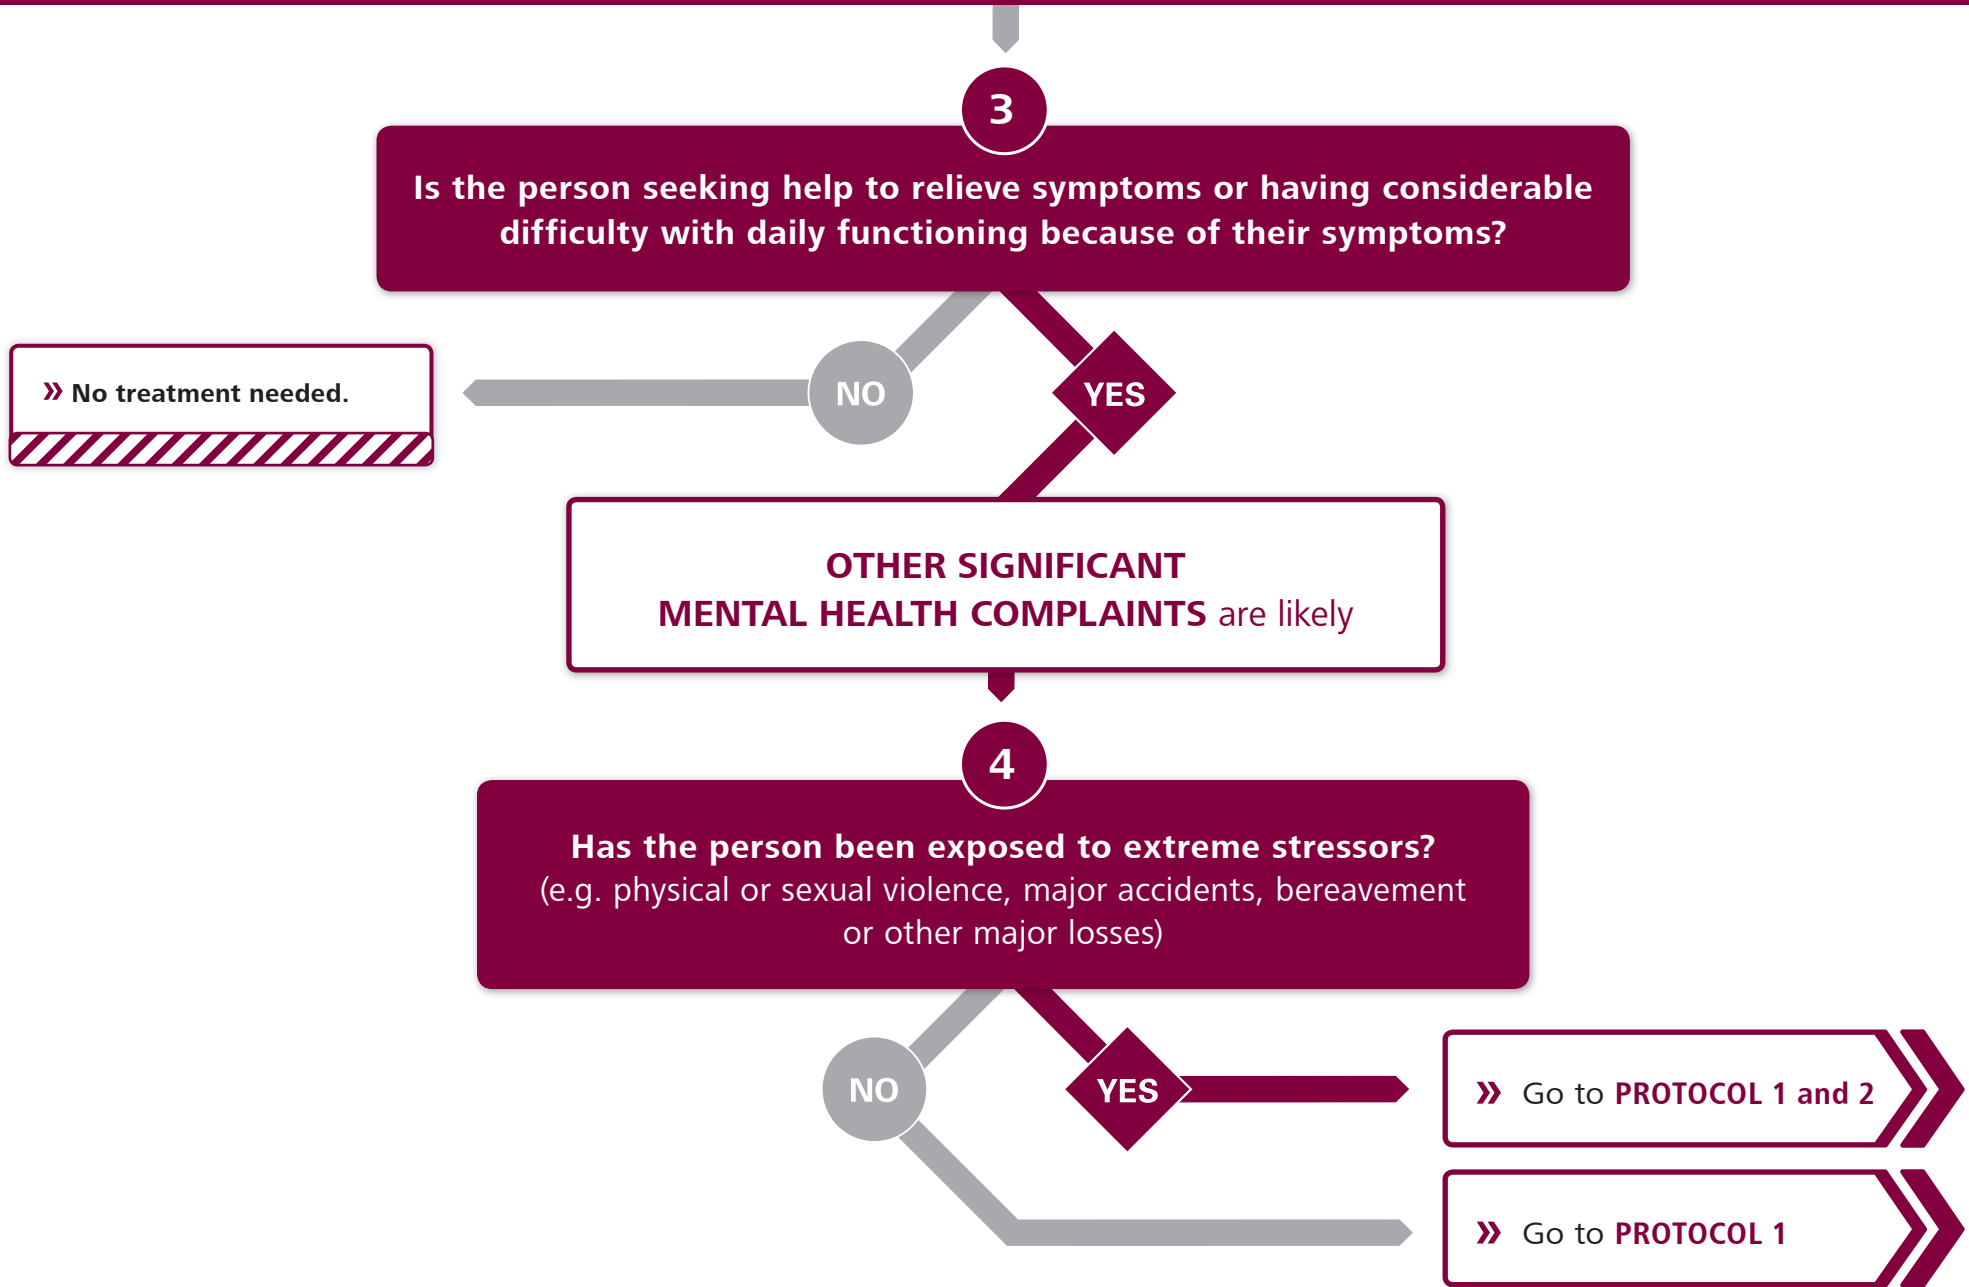 3
Is the person seeking help to relieve symptoms or having considerable
difficulty with daily functioning because of their symptoms?
NO
YES
» No treatment needed.
OTHER SIGNIFICANT
MENTAL HEALTH COMPLAINTS are likely
4
Has the person been exposed to extreme stressors?
(e.g. physical or sexual violence, major accidents, bereavement
or other major losses)
NO
YES
» Go to PROTOCOL 1 and 2
» Go to PROTOCOL 1